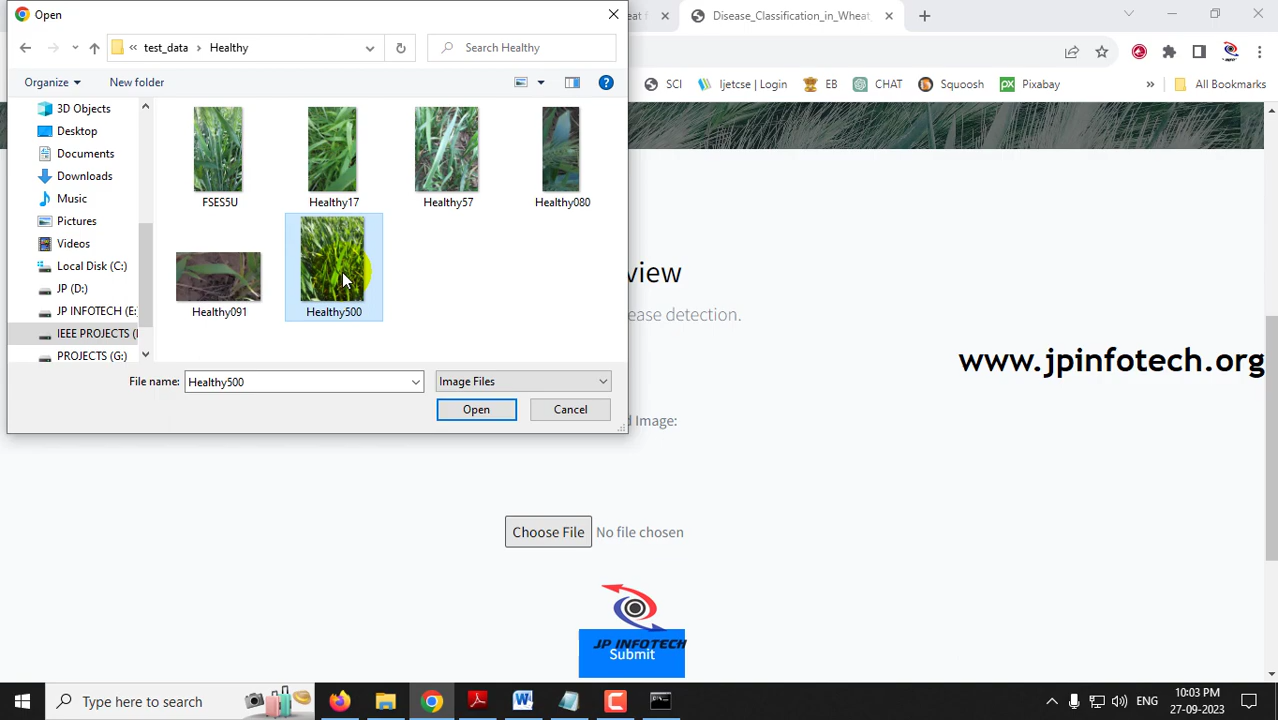 Open
eat f
Disease_Classification_in_Wheat
test_data
Healthy
Search Healthy
Organize
New folder
SCI
Ijetcse | Login
EB
CHAT
Squoosh
Pixabay
All Bookmarks
3D Objects
Desktop
Documents
Downloads
Music
Pictures
Videos
Local Disk (C:)
JP (D:)
JP INFOTECH (E:
IEEE PROJECTS (
PROJECTS (G:)
FSES5U
Healthy17
Healthy57
Healthy080
Healthy091
Healthy500
File name:
Healthy500
Image Files
Open
Cancel
view
ease detection.
www.jpinfotech.org
d Image:
Choose File
No file chosen
JP INFOTECH
Submit
Type here to search
ENG
10:03 PM
27-09-2023